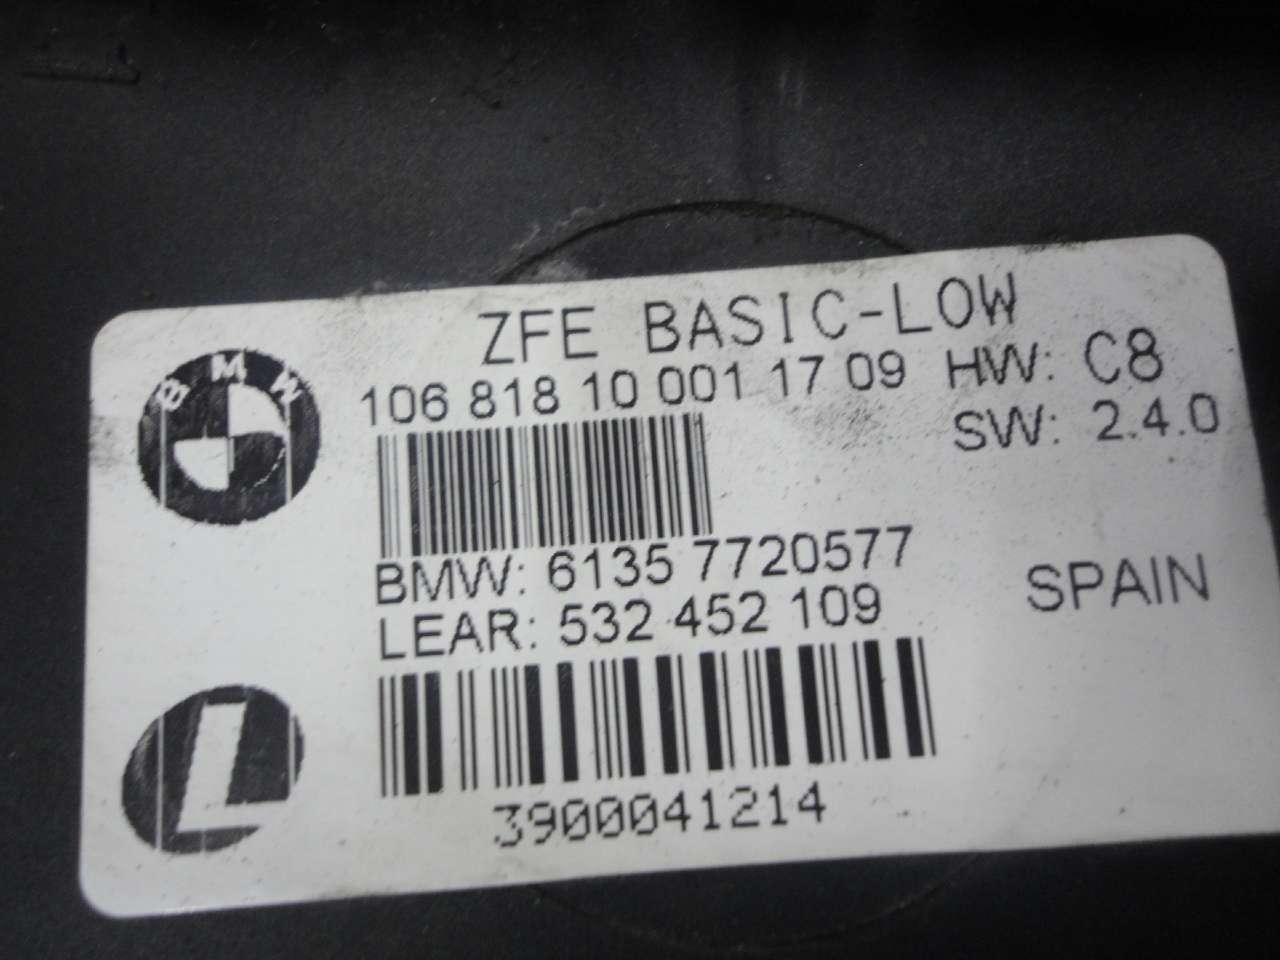 ZFE BASIC-LOW
106 818 10 001 17 09 HW: C8
SW: 2.4.0
BMW
BMW: 6135 7720577
LEAR: 532 452 109
SPAIN
L
3900041214